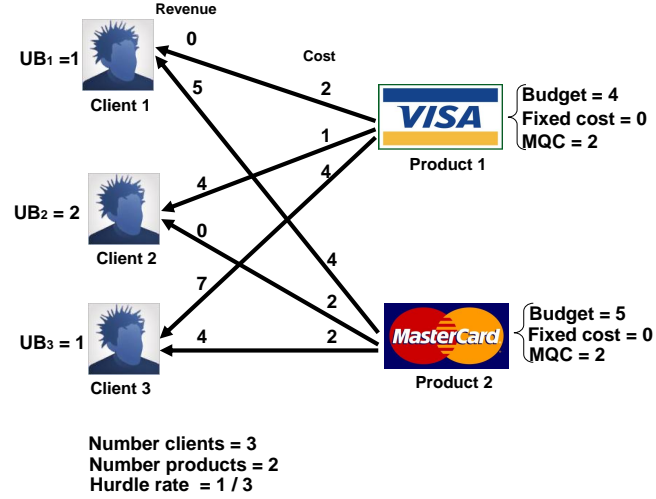 Revenue
UB1 =1
0
Cost
Client 1
5
2
VISA
Budget = 4
Fixed cost = 0
MQC = 2
1
Product 1
4
4
UB2 = 2
0
Client 2
4
7
2
UB3 = 1
4
2
MasterCard
Budget = 5
Fixed cost = 0
MQC = 2
Client 3
Product 2
Number clients = 3
Number products = 2
Hurdle rate = 1 / 3